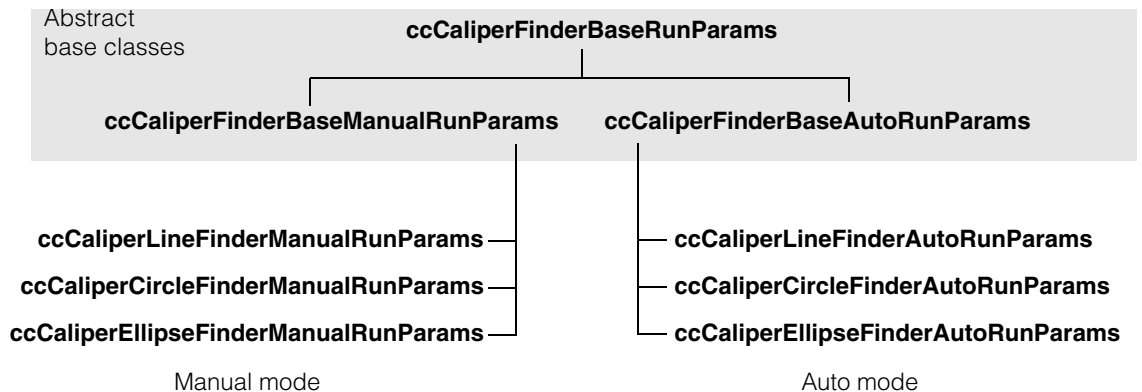 Abstract
base classes
ccCaliperFinderBaseRunParams
ccCaliperFinderBaseManualRunParams
ccCaliperFinderBaseAutoRunParams
ccCaliperLineFinderManualRunParams
ccCaliperLineFinderAutoRunParams
ccCaliperCircleFinderManualRunParams
ccCaliperCircleFinderAutoRunParams
ccCaliperEllipseFinderManualRunParams
ccCaliperEllipseFinderAutoRunParams
Manual mode
Auto mode